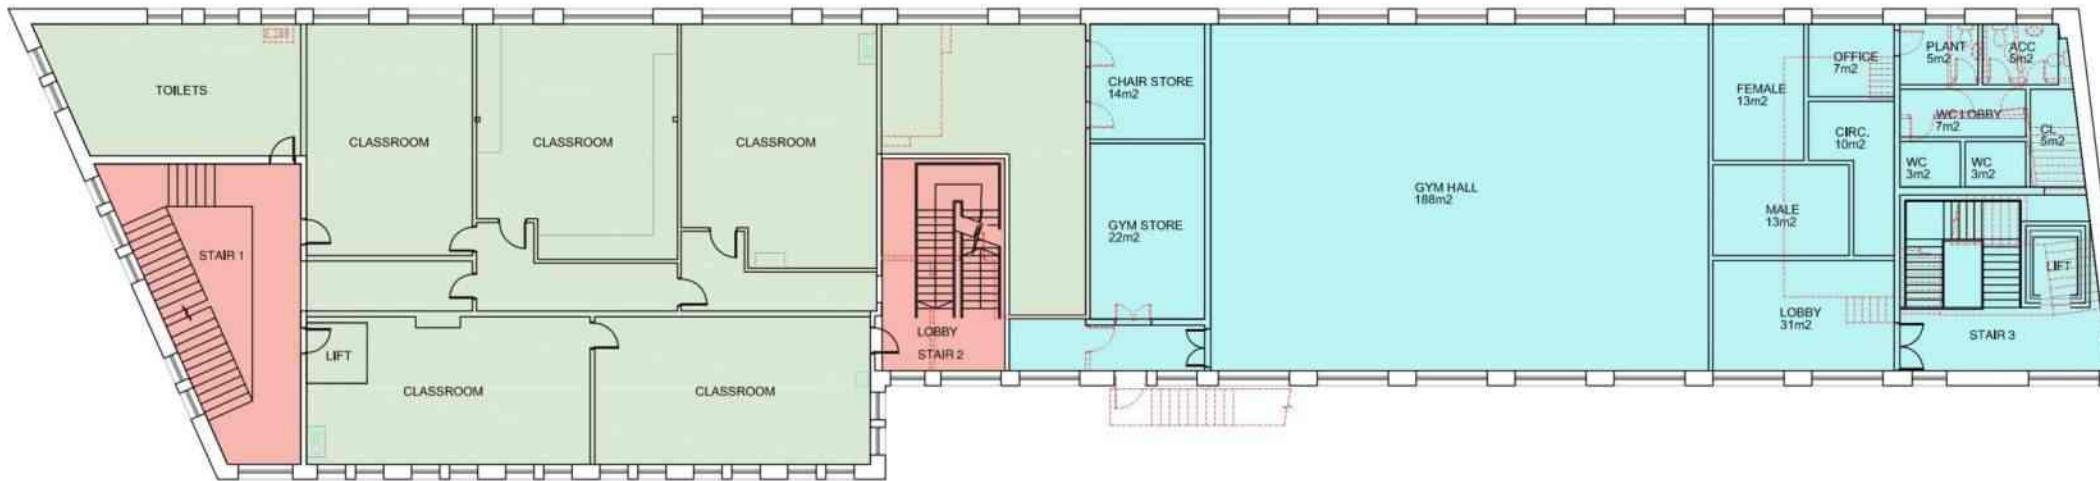 TOILETS
CLASSROOM
CLASSROOM
CLASSROOM
CHAIR STORE
14m2
FEMALE
13m2
OFFICE
7m2
PLANT
5m2
ACC
5m2
WC LOBBY
7m2
CIRC.
10m2
CL
5m2
WC
3m2
WC
3m2
GYM HALL
188m2
MALE
13m2
GYM STORE
22m2
STAIR 1
LIFT
LOBBY
31m2
LOBBY
STAIR 2
STAIR 3
LIFT
CLASSROOM
CLASSROOM